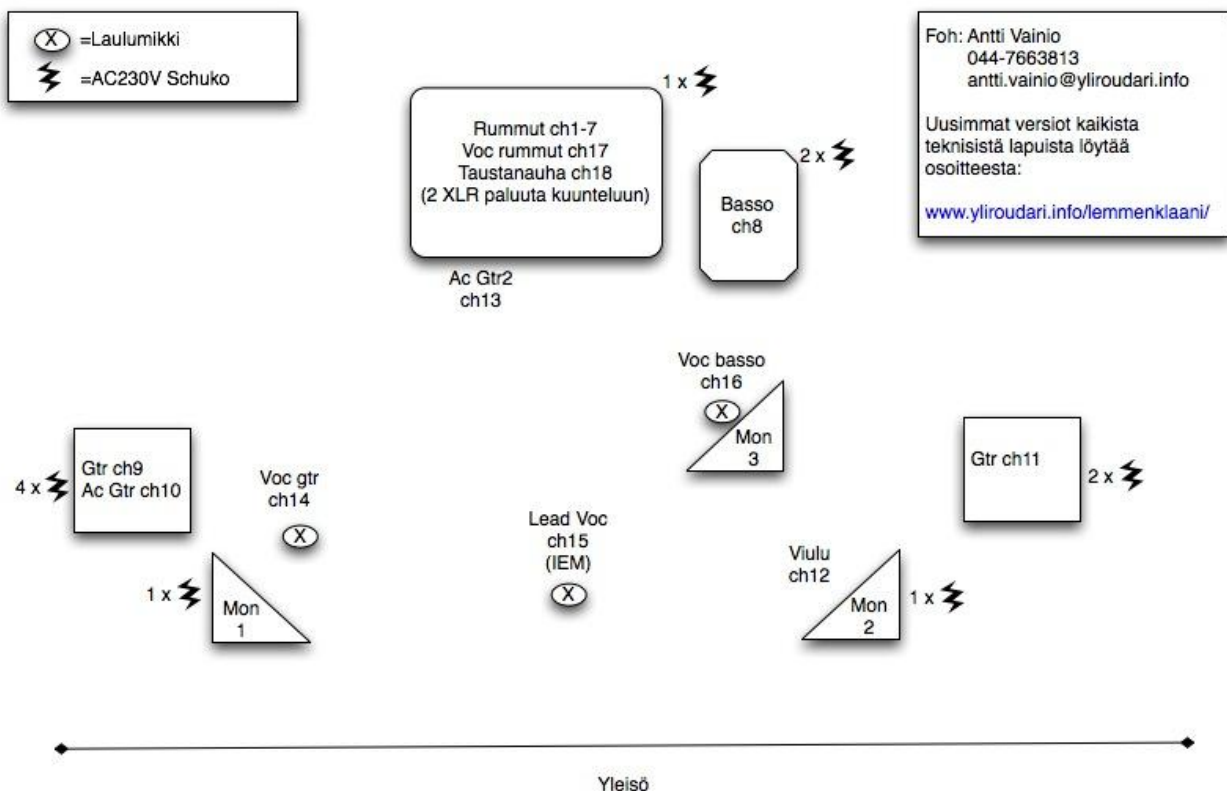 X =Laulumikki
=AC230V Schuko
Foh: Antti Vainio
044-7663813
antti.vainio@yliroudari.info
Uusimmat versiot kaikista
teknisistä lapuista löytää
osoitteesta:
www.yliroudari.info/lemmenklaani/
1 x
Rummut ch1-7
Voc rummut ch17
Taustanauha ch18
(2 XLR paluuta kuunteluun)
2 x
Basso
ch8
Ac Gtr2
ch13
Voc basso
ch16
X
Mon
3
4 x
Gtr ch9
Ac Gtr ch10
Voc gtr
ch14
X
Gtr ch11
2 x
Lead Voc
ch15
(IEM)
X
Viulu
ch12
1 x
Mon
1
Mon
2
1 x
Yleisö